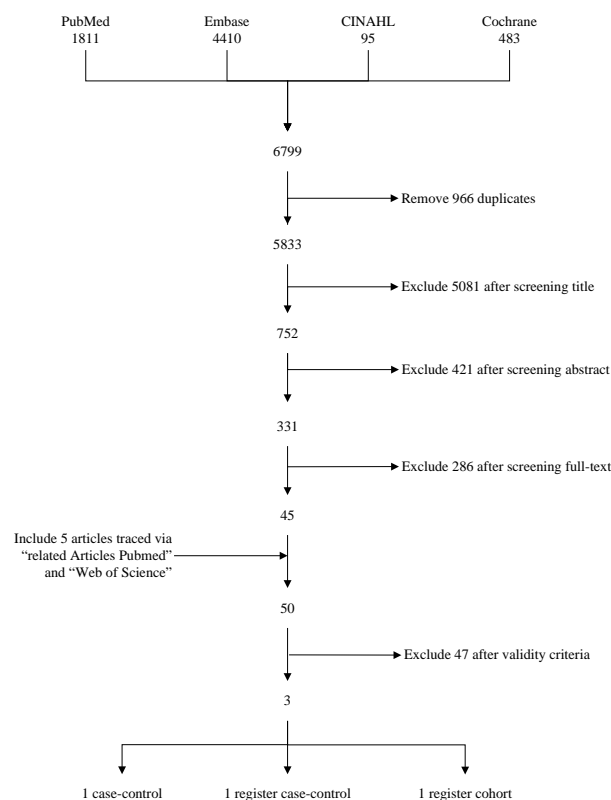 PubMed
1811
Embase
4410
CINAHL
95
Cochrane
483
6799
Remove 966 duplicates
5833
Exclude 5081 after screening title
752
Exclude 421 after screening abstract
331
Exclude 286 after screening full-text
45
Include 5 articles traced via
“related Articles Pubmed”
and “Web of Science”
50
Exclude 47 after validity criteria
3
1 case-control
1 register case-control
1 register cohort